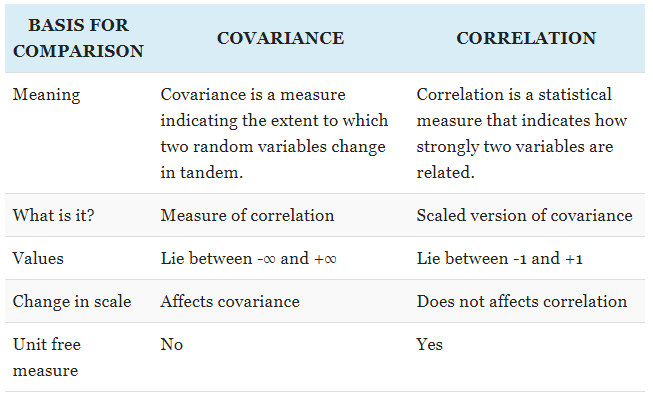 BASIS FOR
COMPARISON
COVARIANCE
CORRELATION
Meaning
Covariance is a measure
indicating the extent to which
two random variables change
in tandem.
Correlation is a statistical
measure that indicates how
strongly two variables are
related.
What is it?
Measure of correlation
Scaled version of covariance
Values
Lie between -∞ and +∞
Lie between -1 and +1
Change in scale
Affects covariance
Does not affects correlation
Unit free
measure
No
Yes